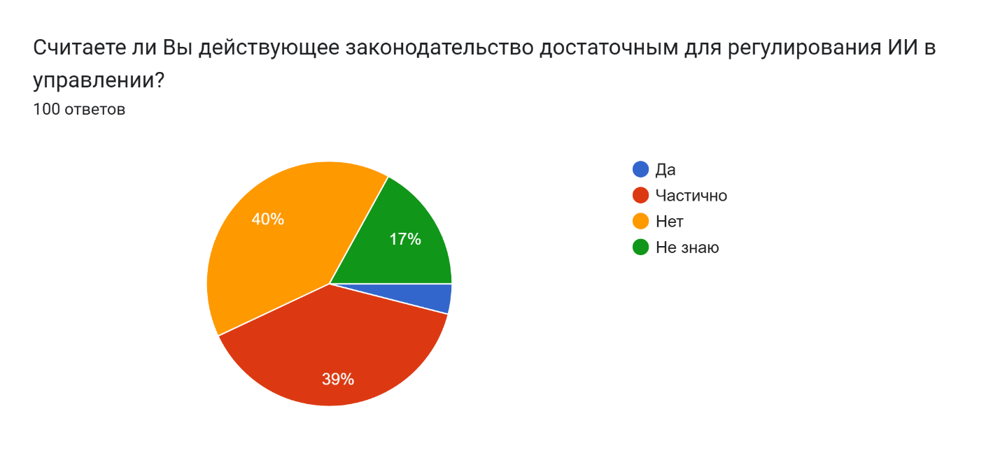 Считаете ли Вы действующее законодательство достаточным для регулирования ИИ в
управлении?
100 ответов
40%
17%
39%
Да
Частично
Нет
Не знаю